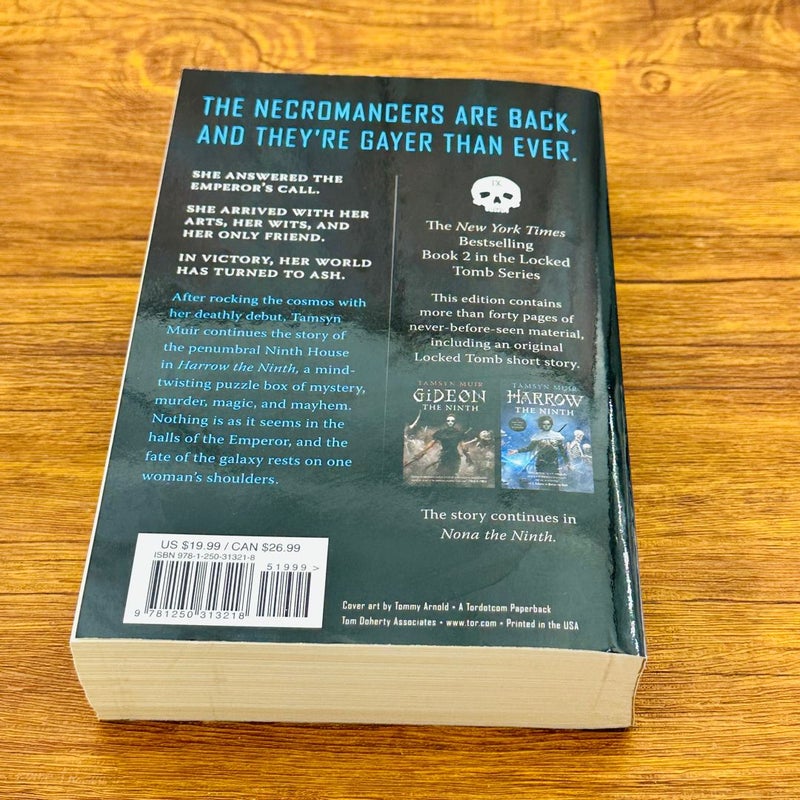 THE NECROMANCERS ARE BACK,
AND THEY'RE GAYER THAN EVER.
SHE ANSWERED THE
EMPEROR'S CALL.
SHE ARRIVED WITH HER
ARTS, HER WITS, AND
HER ONLY FRIEND.
IN VICTORY, HER WORLD
HAS TURNED TO ASH.
After rocking the cosmos with
her deathly debut, Tamsyn
Muir continues the story of
the penumbral Ninth House
in Harrow the Ninth, a mind-
twisting puzzle box of mystery,
murder, magic, and mayhem.
Nothing is as it seems in the
halls of the Emperor, and the
fate of the galaxy rests on one
woman's shoulders.
IX
The New York Times
Bestselling
Book 2 in the Locked
Tomb Series
This edition contains
more than forty pages of
never-before-seen material,
including an original
Locked Tomb short story.
TAMSYN MUIR
GIDEON
THE NINTH
TAMSYN MUIR
HARROW
THE NINTH
The story continues in
Nona the Ninth.
US $19.99 / CAN $26.99
ISBN 978-1-250-31321-8
51999>
9 781250 313218
Cover art by Tommy Arnold • A Tordotcom Paperback
Tom Doherty Associates • www.tor.com • Printed in the USA